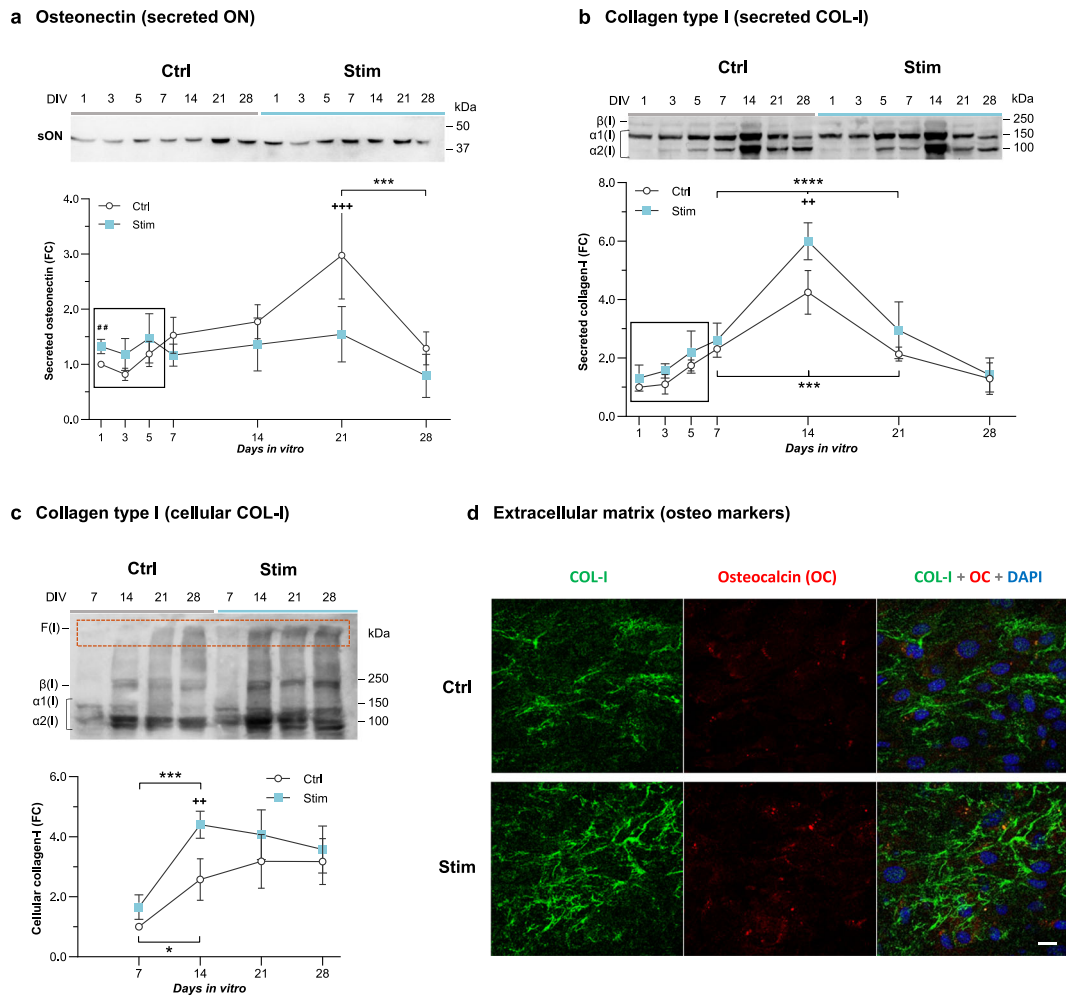 a Osteonectin (secreted ON)
Ctrl Stim
DIV 1 3 5 7 14 21 28 1 3 5 7 14 21 28 kDa
sON
50
37
Secreted osteonectin (FC)
4.0
3.0
2.0
1.0
0.0
Ctrl
Stim
***
+++
##
1 3 5 7 14 21 28
Days in vitro
b Collagen type I (secreted COL-I)
Ctrl Stim
DIV 1 3 5 7 14 21 28 1 3 5 7 14 21 28 kDa
β(I)
α1(I)
α2(I)
250
150
100
Secreted collagen-I (FC)
8.0
6.0
4.0
2.0
0.0
Ctrl
Stim
****
++
***
1 3 5 7 14 21 28
Days in vitro
c Collagen type I (cellular COL-I)
Ctrl Stim
DIV 7 14 21 28 7 14 21 28
F(I)
kDa
β(I)
α1(I)
α2(I)
250
150
100
Cellular collagen-I (FC)
6.0
4.0
2.0
0.0
***
++
Ctrl
Stim
*
7 14 21 28
Days in vitro
d Extracellular matrix (osteo markers)
COL-I Osteocalcin (OC) COL-I + OC + DAPI
Ctrl
Stim